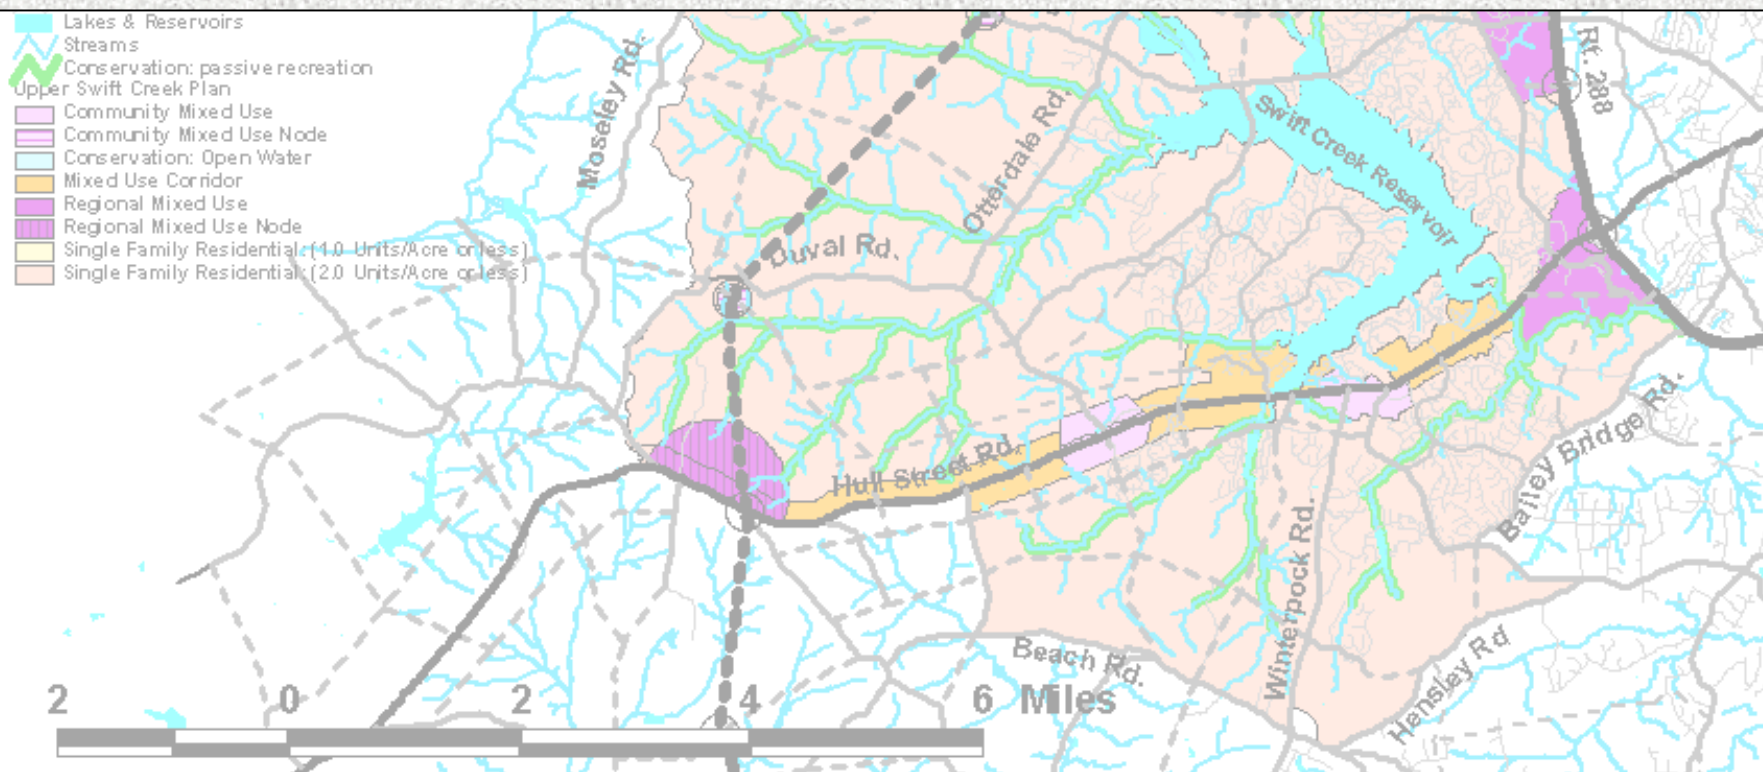 Lakes & Reservoirs
Streams
Conservation: passive recreation
Upper Swift Creek Plan
Community Mixed Use
Community Mixed Use Node
Conservation: Open Water
Mixed Use Corridor
Regional Mixed Use
Regional Mixed Use Node
Single Family Residential: (1.0 Units/Acre or less)
Single Family Residential: (2.0 Units/Acre or less)
Moseley Rd.
Otterdale Rd.
Swift Creek Reservoir
Rt. 288
Duval Rd.
Hull Street Rd.
Bailey Bridge Rd.
Winterpock Rd.
Beach Rd.
Hensley Rd
2 0 2 4 6 Miles